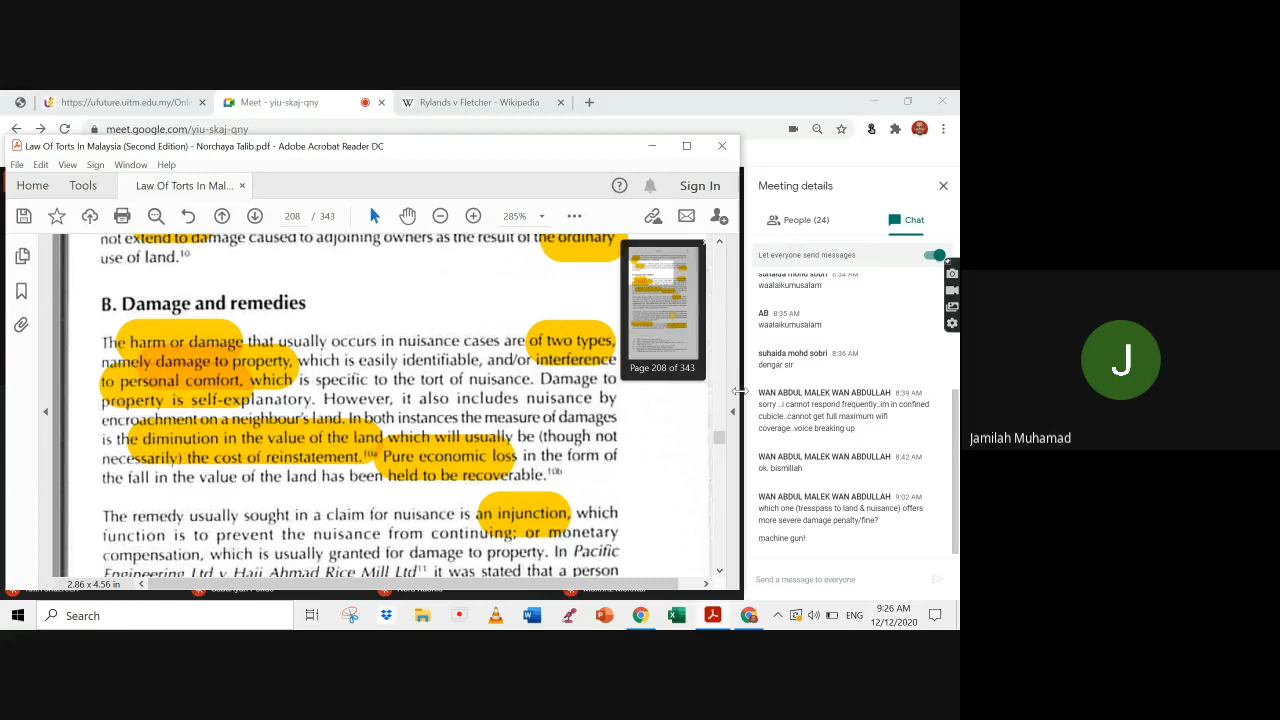 https://ufuture.uitm.edu.my/Onli
Meet - yiu-skaj-qny
Rylands v Fletcher - Wikipedia
meet.google.com/yiu-skaj-qny
Law Of Torts In Malaysia (Second Edition) - Norchaya Talib.pdf - Adobe Acrobat Reader DC
File Edit View Sign Window Help
Home Tools Law Of Torts In Mal...
Sign In
208 / 343
285%
not extend to damage caused to adjoining owners as the result of the ordinary
use of land.10
B. Damage and remedies
The harm or damage that usually occurs in nuisance cases are of two types,
namely damage to property, which is easily identifiable, and/or interference
to personal comfort, which is specific to the tort of nuisance. Damage to
property is self-explanatory. However, it also includes nuisance by
encroachment on a neighbour's land. In both instances the measure of damages
is the diminution in the value of the land which will usually be (though not
necessarily) the cost of reinstatement.10a Pure economic loss in the form of
the fall in the value of the land has been held to be recoverable.10b
The remedy usually sought in a claim for nuisance is an injunction, which
function is to prevent the nuisance from continuing; or monetary
compensation, which is usually granted for damage to property. In Pacific
Engineering Ltd v Haji Ahmad Rice Mill Ltd11 it was stated that a person
Page 208 of 343
2.86 x 4.56 in
Meeting details
People (24)
Chat
Let everyone send messages
suhaida mohd sobri 8:34 AM
waalaikumusalam
AB 8:35 AM
waalaikumusalam
suhaida mohd sobri 8:36 AM
dengar sir
WAN ABDUL MALEK WAN ABDULLAH 8:39 AM
sorry ..i cannot respond frequently..im in confined
cubicle..cannot get full maximum wifi
coverage..voice breaking up
WAN ABDUL MALEK WAN ABDULLAH 8:42 AM
ok. bismillah
WAN ABDUL MALEK WAN ABDULLAH 9:02 AM
which one (tresspass to land & nuisance) offers
more severe damage penalty/fine?
machine gun!
Send a message to everyone
Search
ENG
9:26 AM
12/12/2020
J
Jamilah Muhamad